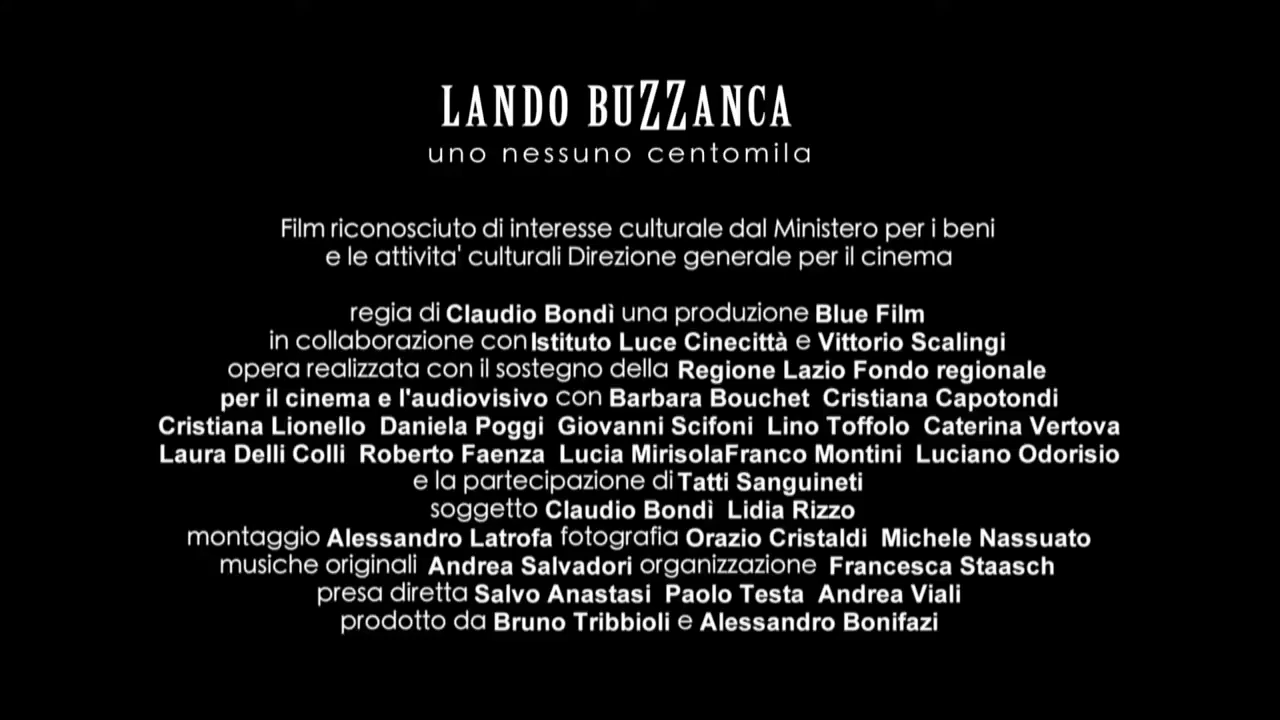 LANDO BUZZANCA
uno nessuno centomila
Film riconosciuto di interesse culturale dal Ministero per i beni
e le attivita' culturali Direzione generale per il cinema
regia di Claudio Bondì una produzione Blue Film
in collaborazione con Istituto Luce Cinecittà e Vittorio Scalingi
opera realizzata con il sostegno della Regione Lazio Fondo regionale
per il cinema e l'audiovisivo con Barbara Bouchet Cristiana Capotondi
Cristiana Lionello Daniela Poggi Giovanni Scifoni Lino Toffolo Caterina Vertova
Laura Delli Colli Roberto Faenza Lucia MirisolaFranco Montini Luciano Odorisio
e la partecipazione di Tatti Sanguineti
soggetto Claudio Bondì Lidia Rizzo
montaggio Alessandro Latrofa fotografia Orazio Cristaldi Michele Nassuato
musiche originali Andrea Salvadori organizzazione Francesca Staasch
presa diretta Salvo Anastasi Paolo Testa Andrea Viali
prodotto da Bruno Tribbioli e Alessandro Bonifazi